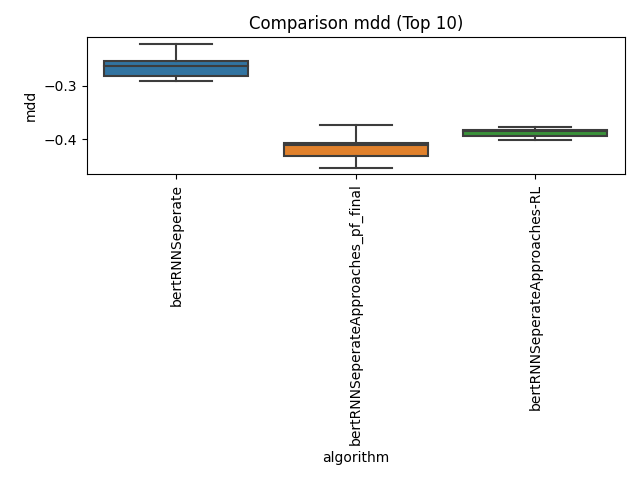 Comparison mdd (Top 10)
mdd
−0.3
−0.4
bertRNNSeperate
bertRNNSeperateApproaches_pf_final
bertRNNSeperateApproaches-RL
algorithm